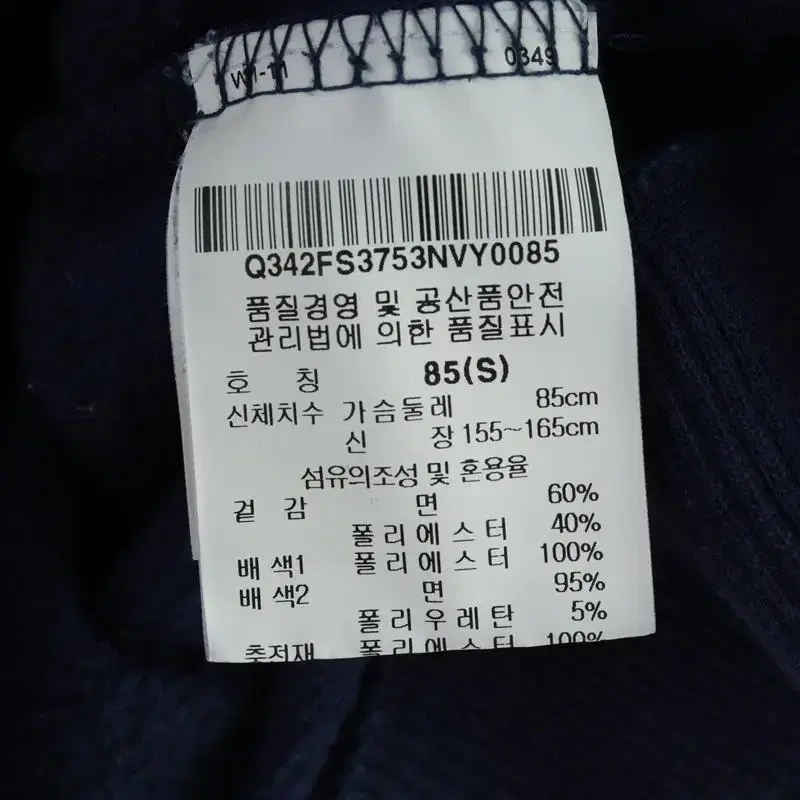 W1-11 0349
Q342FS3753NVY0085
품질경영 및 공산품안전
관리법에 의한 품질표시
호 칭 85(S)
신체치수 가슴둘레 85cm
신 장 155~165cm
섬유의조성 및 혼용율
겉 감 면 60%
폴리에스터 40%
배 색1 폴리에스터 100%
배 색2 면 95%
폴리우레탄 5%
충전재 폴리에스터 100%